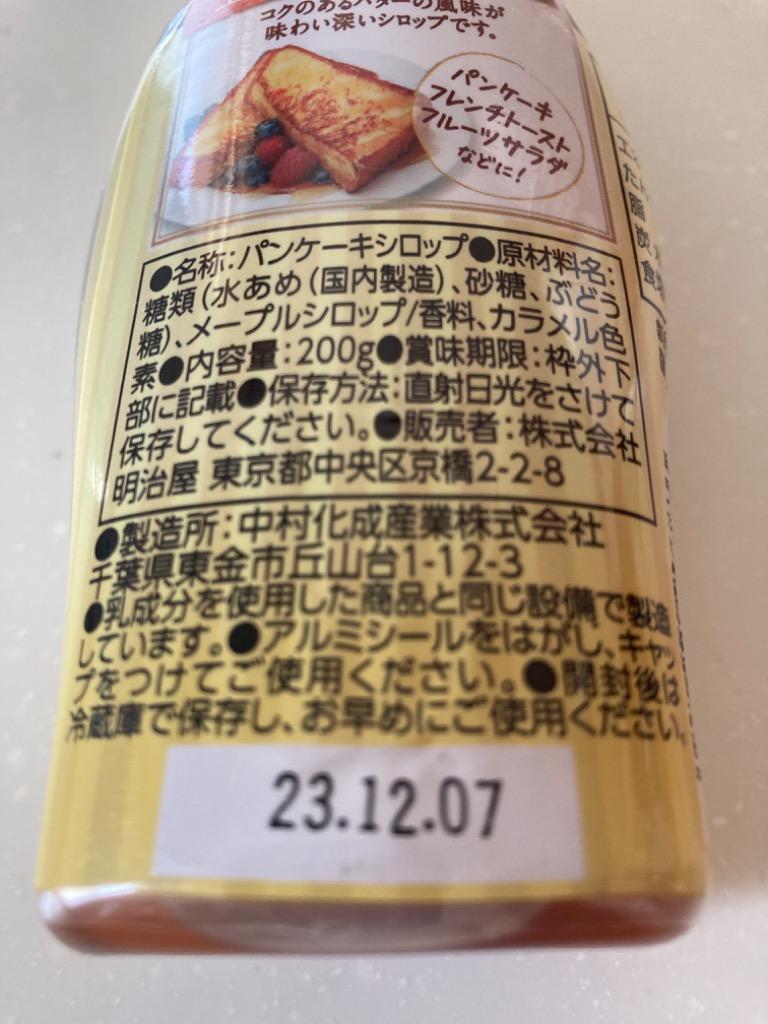 コクのあるバターの風味が
味わい深いシロップです。
パンケーキ
フレンチトースト
フルーツサラダ
などに!
●名称:パンケーキシロップ●原材料名:
糖類(水あめ(国内製造)、砂糖、ぶどう
糖)、メープルシロップ/香料、カラメル色
素●内容量:200g●賞味期限:枠外下
部に記載●保存方法:直射日光をさけて
保存してください。●販売者:株式会社
明治屋 東京都中央区京橋2-2-8
●製造所:中村化成産業株式会社
千葉県東金市丘山台1-12-3
●乳成分を使用した商品と同じ設備で製造
しています。●アルミシールをはがし、キャッ
プをつけてご使用ください。●開封後は
冷蔵庫で保存し、お早めにご使用ください。
23.12.07
エ
た
脂
炭
食